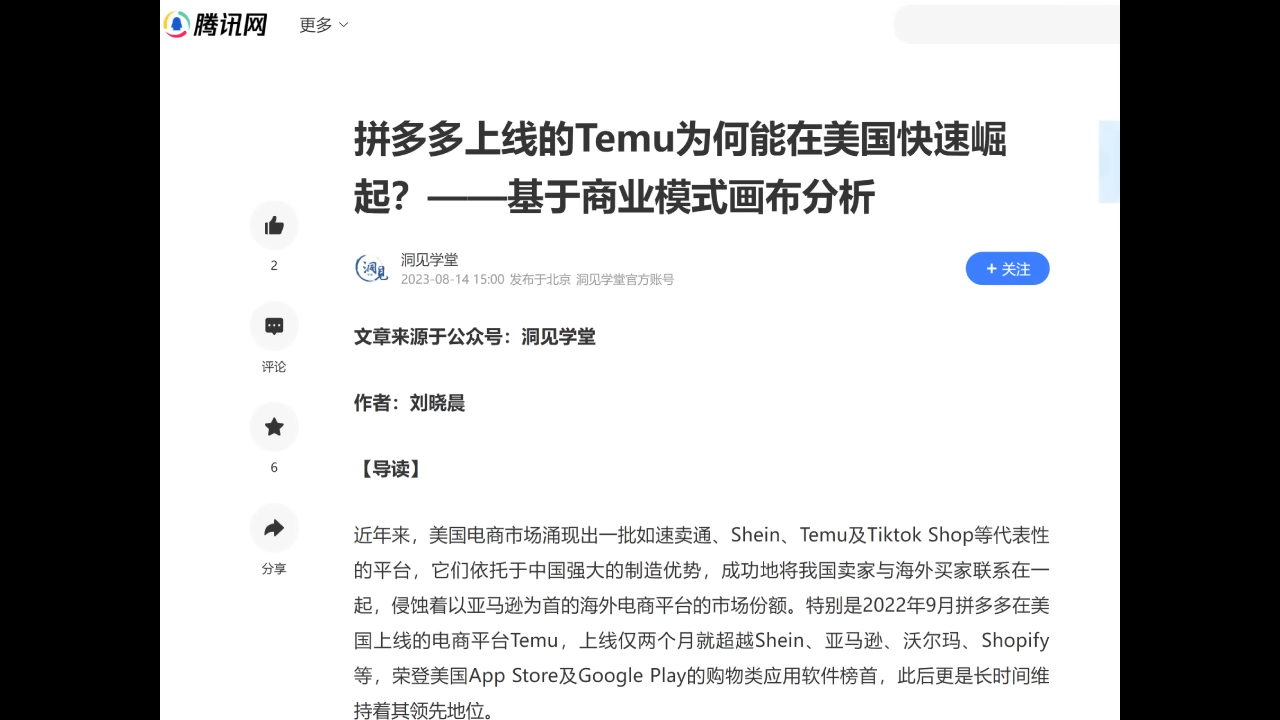 腾讯网
更多
拼多多上线的Temu为何能在美国快速崛
起？——基于商业模式画布分析
洞见
洞见学堂
2023-08-14 15:00 发布于北京 洞见学堂官方账号
+ 关注
2
评论
6
分享
文章来源于公众号：洞见学堂
作者：刘晓晨
【导读】
近年来，美国电商市场涌现出一批如速卖通、Shein、Temu及Tiktok Shop等代表性
的平台，它们依托于中国强大的制造优势，成功地将我国卖家与海外买家联系在一
起，侵蚀着以亚马逊为首的海外电商平台的市场份额。特别是2022年9月拼多多在美
国上线的电商平台Temu，上线仅两个月就超越Shein、亚马逊、沃尔玛、Shopify
等，荣登美国App Store及Google Play的购物类应用软件榜首，此后更是长时间维
持着其领先地位。